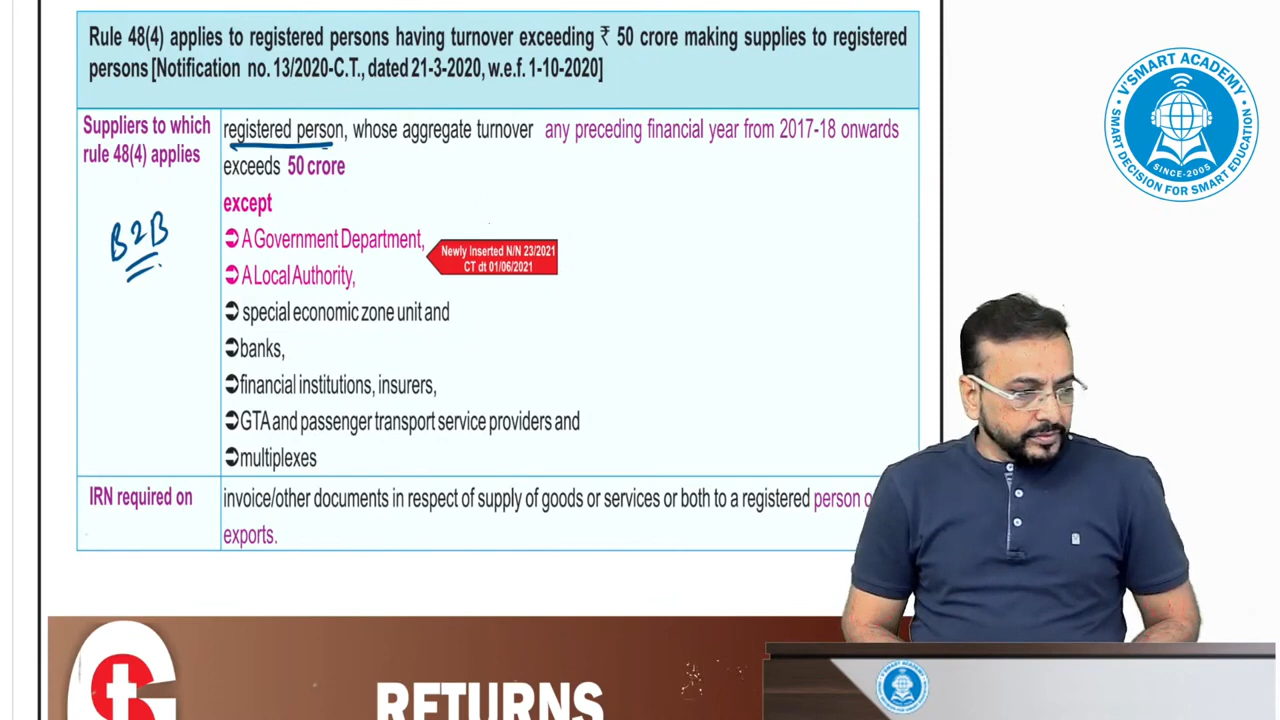 Rule 48(4) applies to registered persons having turnover exceeding ₹ 50 crore making supplies to registered
persons [Notification no. 13/2020-C.T., dated 21-3-2020, w.e.f. 1-10-2020]
Suppliers to which
rule 48(4) applies
B2B
registered person, whose aggregate turnover any preceding financial year from 2017-18 onwards
exceeds 50 crore
except
➲ A Government Department,
➲ A Local Authority,
Newly Inserted N/N 23/2021
CT dt 01/06/2021
➲ special economic zone unit and
➲banks,
➲financial institutions, insurers,
➲GTA and passenger transport service providers and
➲multiplexes
IRN required on
invoice/other documents in respect of supply of goods or services or both to a registered person
exports.
RETURNS
V'SMART ACADEMY
SINCE-2005
SMART DECISION FOR SMART EDUCATION